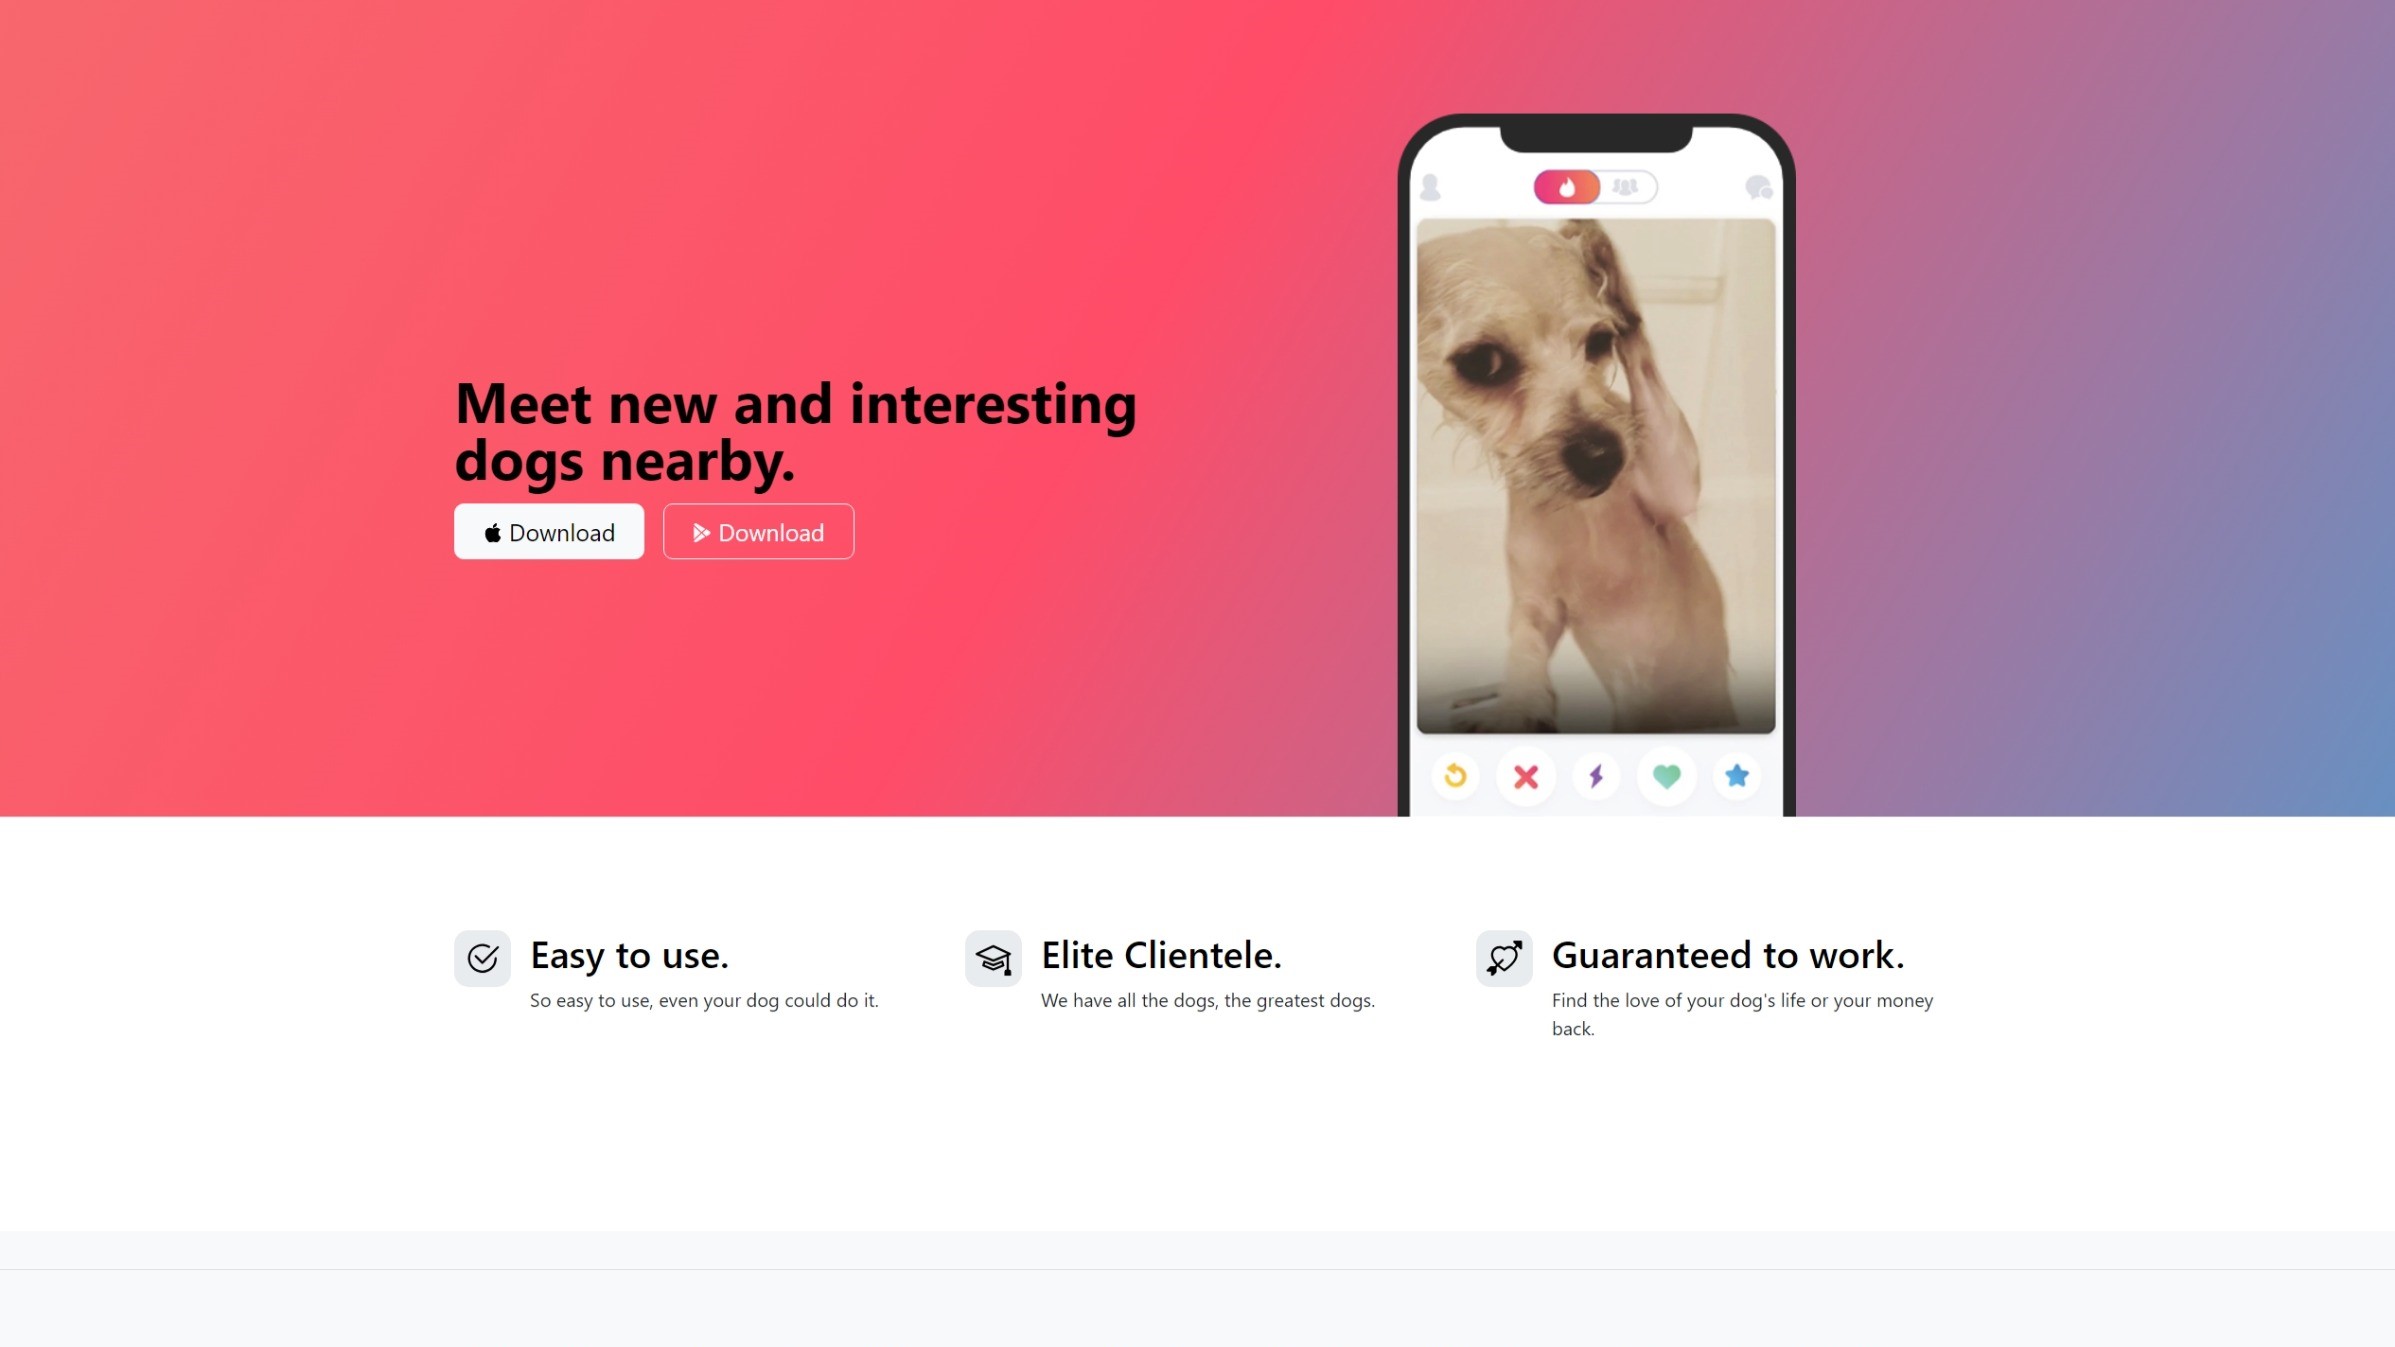 Meet new and interesting
dogs nearby.
Download
Download
Easy to use.
So easy to use, even your dog could do it.
Elite Clientele.
We have all the dogs, the greatest dogs.
Guaranteed to work.
Find the love of your dog's life or your money
back.